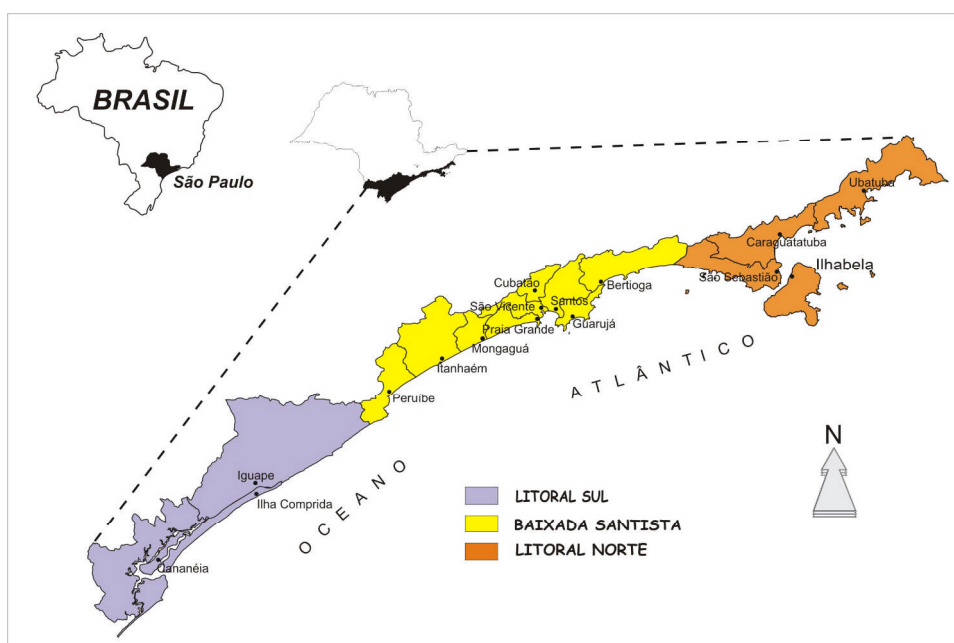 BRASIL
São Paulo
Ubatuba
Caraguatatuba
Ilhabela
São Sebastião
Cubatão
Bertioga
São Vicente
Santos
Praia Grande
Guarujá
Mongaguá
Itanhaém
Peruíbe
ATLÂNTICO
OCEANO
Iguape
Ilha Comprida
Cananéia
N
LITORAL SUL
BAIXADA SANTISTA
LITORAL NORTE